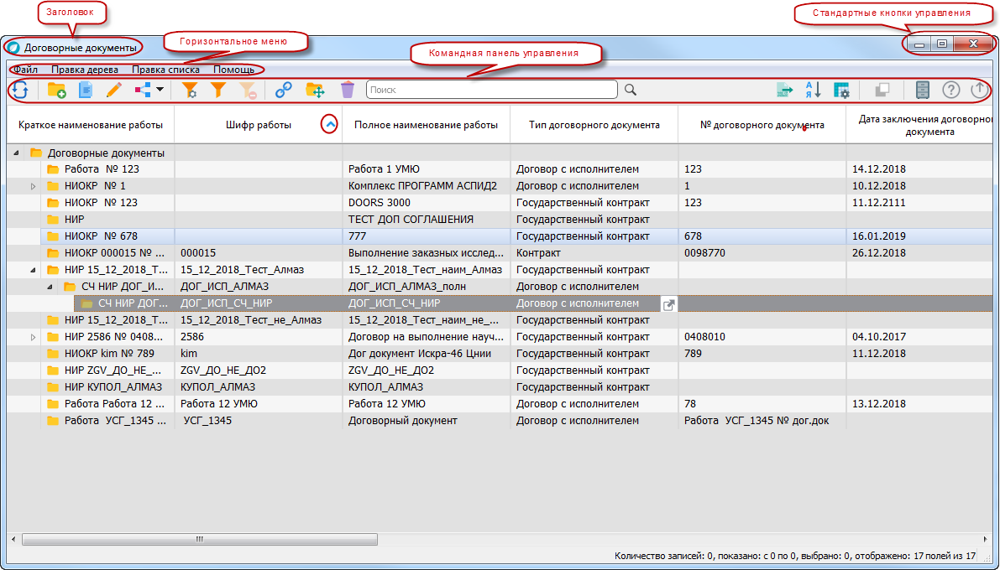 Заголовок
Стандартные кнопки управления
Горизонтальное меню
Командная панель управления
Договорные документы
Файл Правка дерева Правка списка Помощь
Поиск
Краткое наименование работы Шифр работы Полное наименование работы Тип договорного документа № договорного документа Дата заключения договорно
документа
Договорные документы
Работа № 123 Работа 1 УМЮ Договор с исполнителем 123 14.12.2018
НИОКР № 1 Комплекс ПРОГРАММ АСПИД2 Договор с исполнителем 1 10.12.2018
НИОКР № 123 DOORS 3000 Государственный контракт 123 11.12.2111
НИР ТЕСТ ДОП СОГЛАШЕНИЯ Государственный контракт
НИОКР № 678 777 Государственный контракт 678 16.01.2019
НИОКР 000015 № ... 000015 Выполнение заказных исслед... Контракт 0098770 26.12.2018
НИР 15_12_2018_Т... 15_12_2018_Тест_Алмаз 15_12_2018_Тест_наим_Алмаз Государственный контракт
СЧ НИР ДОГ_И... ДОГ_ИСП_АЛМАЗ ДОГ_ИСП_АЛМАЗ_полн Договор с исполнителем
СЧ НИР ДОГ... ДОГ_ИСП_СЧ_НИР ДОГ_ИСП_СЧ_НИР Договор с исполнителем
НИР 15_12_2018_Т... 15_12_2018_Тест_не_Алмаз 15_12_2018_Тест_наим_не_... Государственный контракт
НИР 2586 № 0408... 2586 Договор на выполнение науч... Государственный контракт 0408010 04.10.2017
НИОКР kim № 789 kim Дог документ Искра-46 Цнии Государственный контракт 789 11.12.2018
НИР ZGV_ДО_НЕ_... ZGV_ДО_НЕ_ДО2 ZGV_ДО_НЕ_ДО2 Государственный контракт
НИР КУПОЛ_АЛМАЗ КУПОЛ_АЛМАЗ КУПОЛ_АЛМАЗ Государственный контракт
Работа Работа 12 ... Работа 12 УМЮ Работа 12 УМЮ Договор с исполнителем 78 13.12.2018
Работа УСГ_1345 ... УСГ_1345 Договорный документ Договор с исполнителем Работа УСГ_1345 № дог.док
Количество записей: 0, показано: с 0 по 0, выбрано: 0, отображено: 17 полей из 17